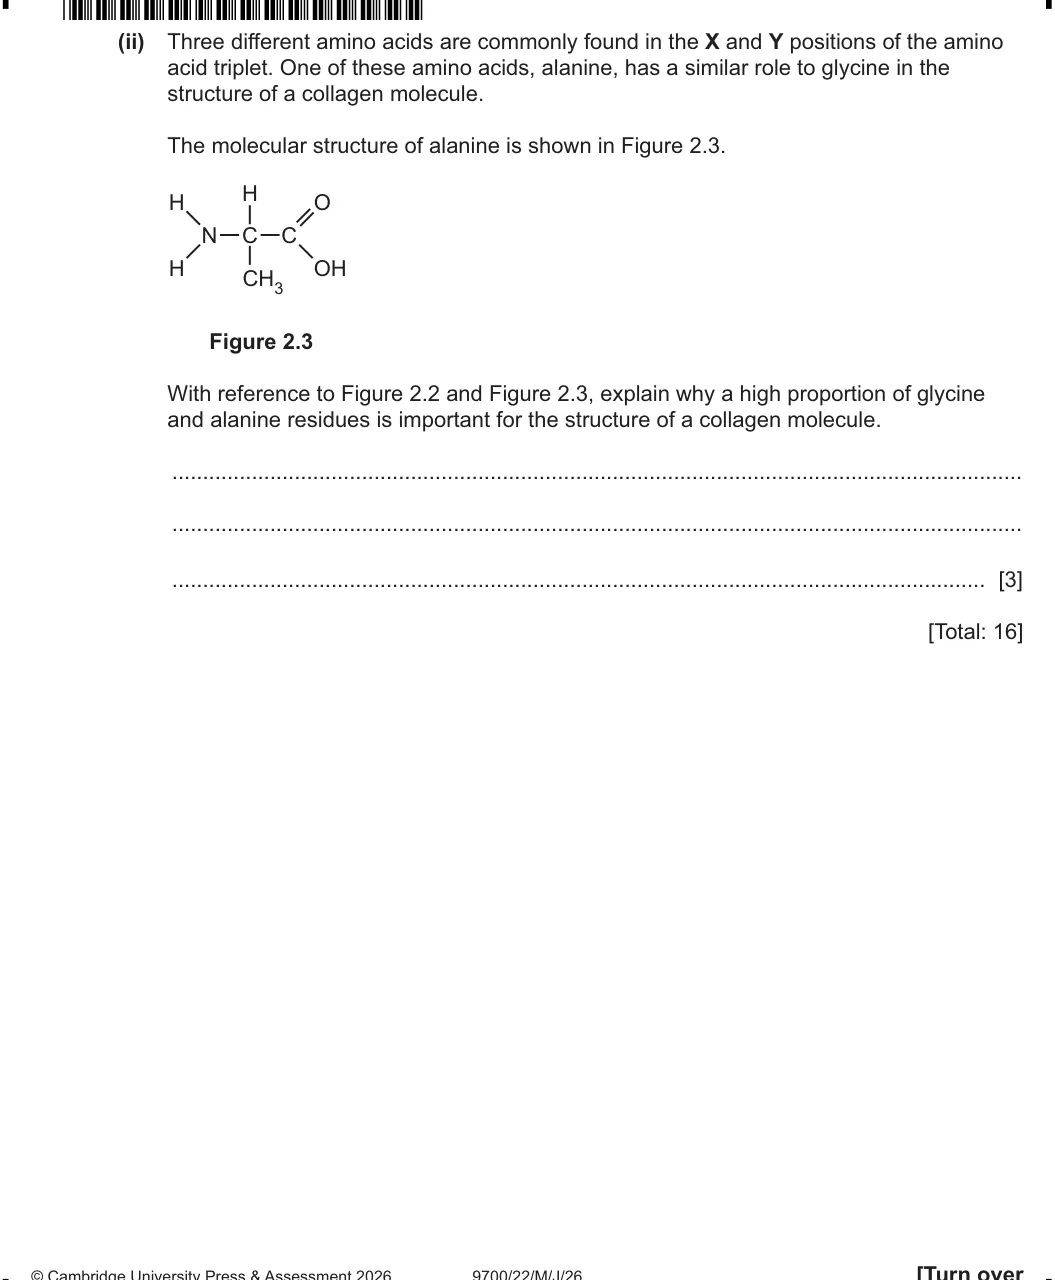 (ii) Three different amino acids are commonly found in the X and Y positions of the amino
acid triplet. One of these amino acids, alanine, has a similar role to glycine in the
structure of a collagen molecule.
The molecular structure of alanine is shown in Figure 2.3.
H H O
N C C
H CH3 OH
Figure 2.3
With reference to Figure 2.2 and Figure 2.3, explain why a high proportion of glycine
and alanine residues is important for the structure of a collagen molecule.
[3]
[Total: 16]
© Cambridge University Press & Assessment 2026 9700/22/M/J/26 [Turn over